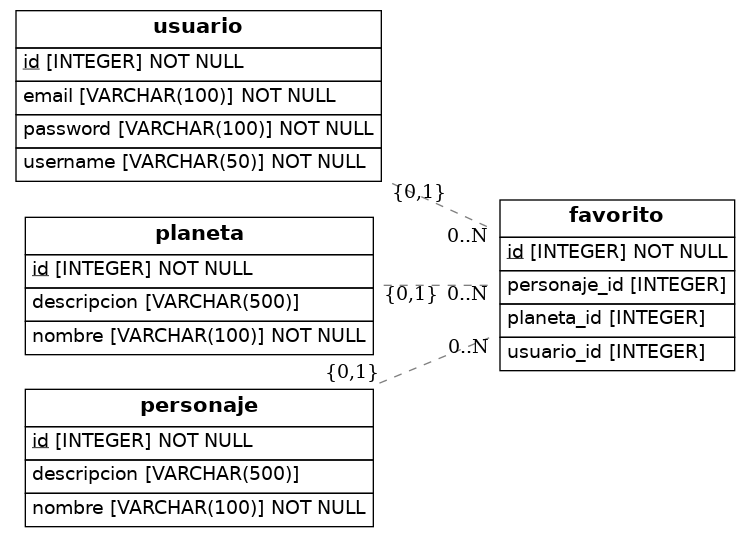 usuario
id [INTEGER] NOT NULL
email [VARCHAR(100)] NOT NULL
password [VARCHAR(100)] NOT NULL
username [VARCHAR(50)] NOT NULL
{0,1}
0..N
planeta
id [INTEGER] NOT NULL
descripcion [VARCHAR(500)]
nombre [VARCHAR(100)] NOT NULL
{0,1}
0..N
personaje
id [INTEGER] NOT NULL
descripcion [VARCHAR(500)]
nombre [VARCHAR(100)] NOT NULL
{0,1}
0..N
favorito
id [INTEGER] NOT NULL
personaje_id [INTEGER]
planeta_id [INTEGER]
usuario_id [INTEGER]